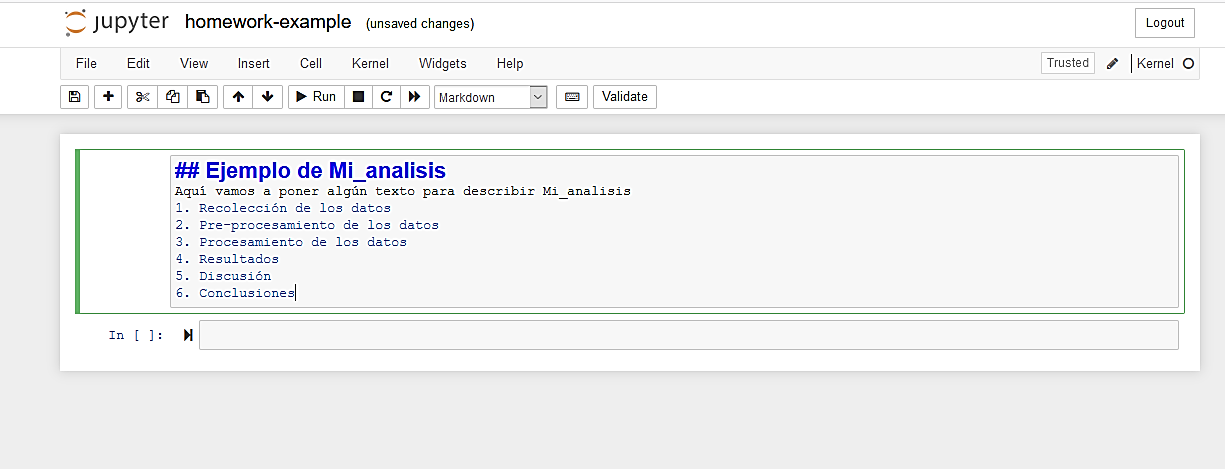 jupyter homework-example (unsaved changes) Logout
File Edit View Insert Cell Kernel Widgets Help Trusted Kernel
Run Markdown Validate
## Ejemplo de Mi_analisis
Aquí vamos a poner algún texto para describir Mi_analisis
1. Recolección de los datos
2. Pre-procesamiento de los datos
3. Procesamiento de los datos
4. Resultados
5. Discusión
6. Conclusiones
In [ ]: